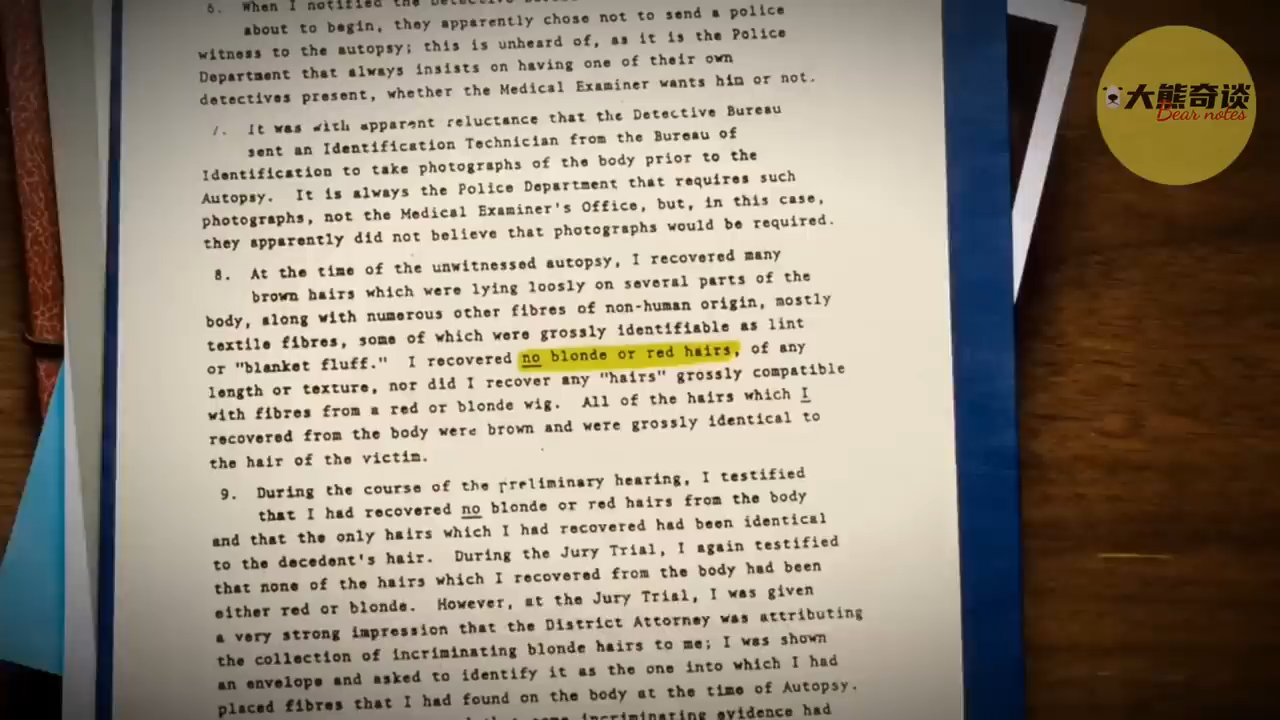 6. When I notified the Detective Bureau
about to begin, they apparently chose not to send a police
witness to the autopsy; this is unheard of, as it is the Police
Department that always insists on having one of their own
detectives present, whether the Medical Examiner wants him or not.
7. It was with apparent reluctance that the Detective Bureau
sent an Identification Technician from the Bureau of
Identification to take photographs of the body prior to the
Autopsy. It is always the Police Department that requires such
photographs, not the Medical Examiner's Office, but, in this case,
they apparently did not believe that photographs would be required.
8. At the time of the unwitnessed autopsy, I recovered many
brown hairs which were lying loosly on several parts of the
body, along with numerous other fibres of non-human origin, mostly
textile fibres, some of which were grossly identifiable as lint
or "blanket fluff." I recovered no blonde or red hairs, of any
length or texture, nor did I recover any "hairs" grossly compatible
with fibres from a red or blonde wig. All of the hairs which I
recovered from the body were brown and were grossly identical to
the hair of the victim.
9. During the course of the preliminary hearing, I testified
that I had recovered no blonde or red hairs from the body
and that the only hairs which I had recovered had been identical
to the decedent's hair. During the Jury Trial, I again testified
that none of the hairs which I recovered from the body had been
either red or blonde. However, at the Jury Trial, I was given
a very strong impression that the District Attorney was attributing
the collection of incriminating blonde hairs to me; I was shown
an envelope and asked to identify it as the one into which I had
placed fibres that I had found on the body at the time of Autopsy.
incriminating evidence had
大熊奇谈
Dear notes